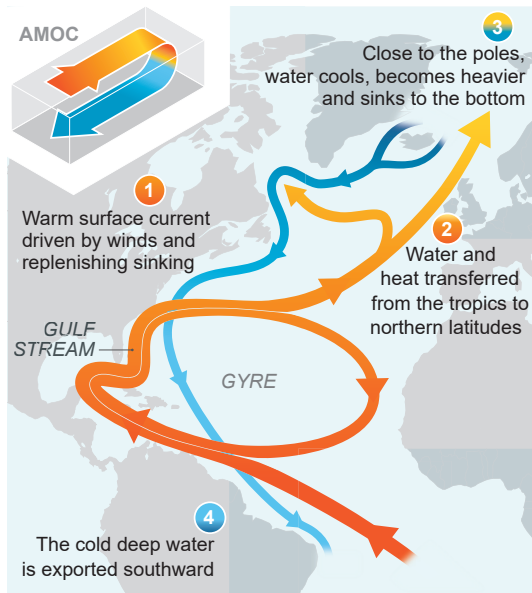 AMOC
3
Close to the poles,
water cools, becomes heavier
and sinks to the bottom
1
Warm surface current
driven by winds and
replenishing sinking
2
Water and
heat transferred
from the tropics to
northern latitudes
GULF
STREAM
GYRE
4
The cold deep water
is exported southward